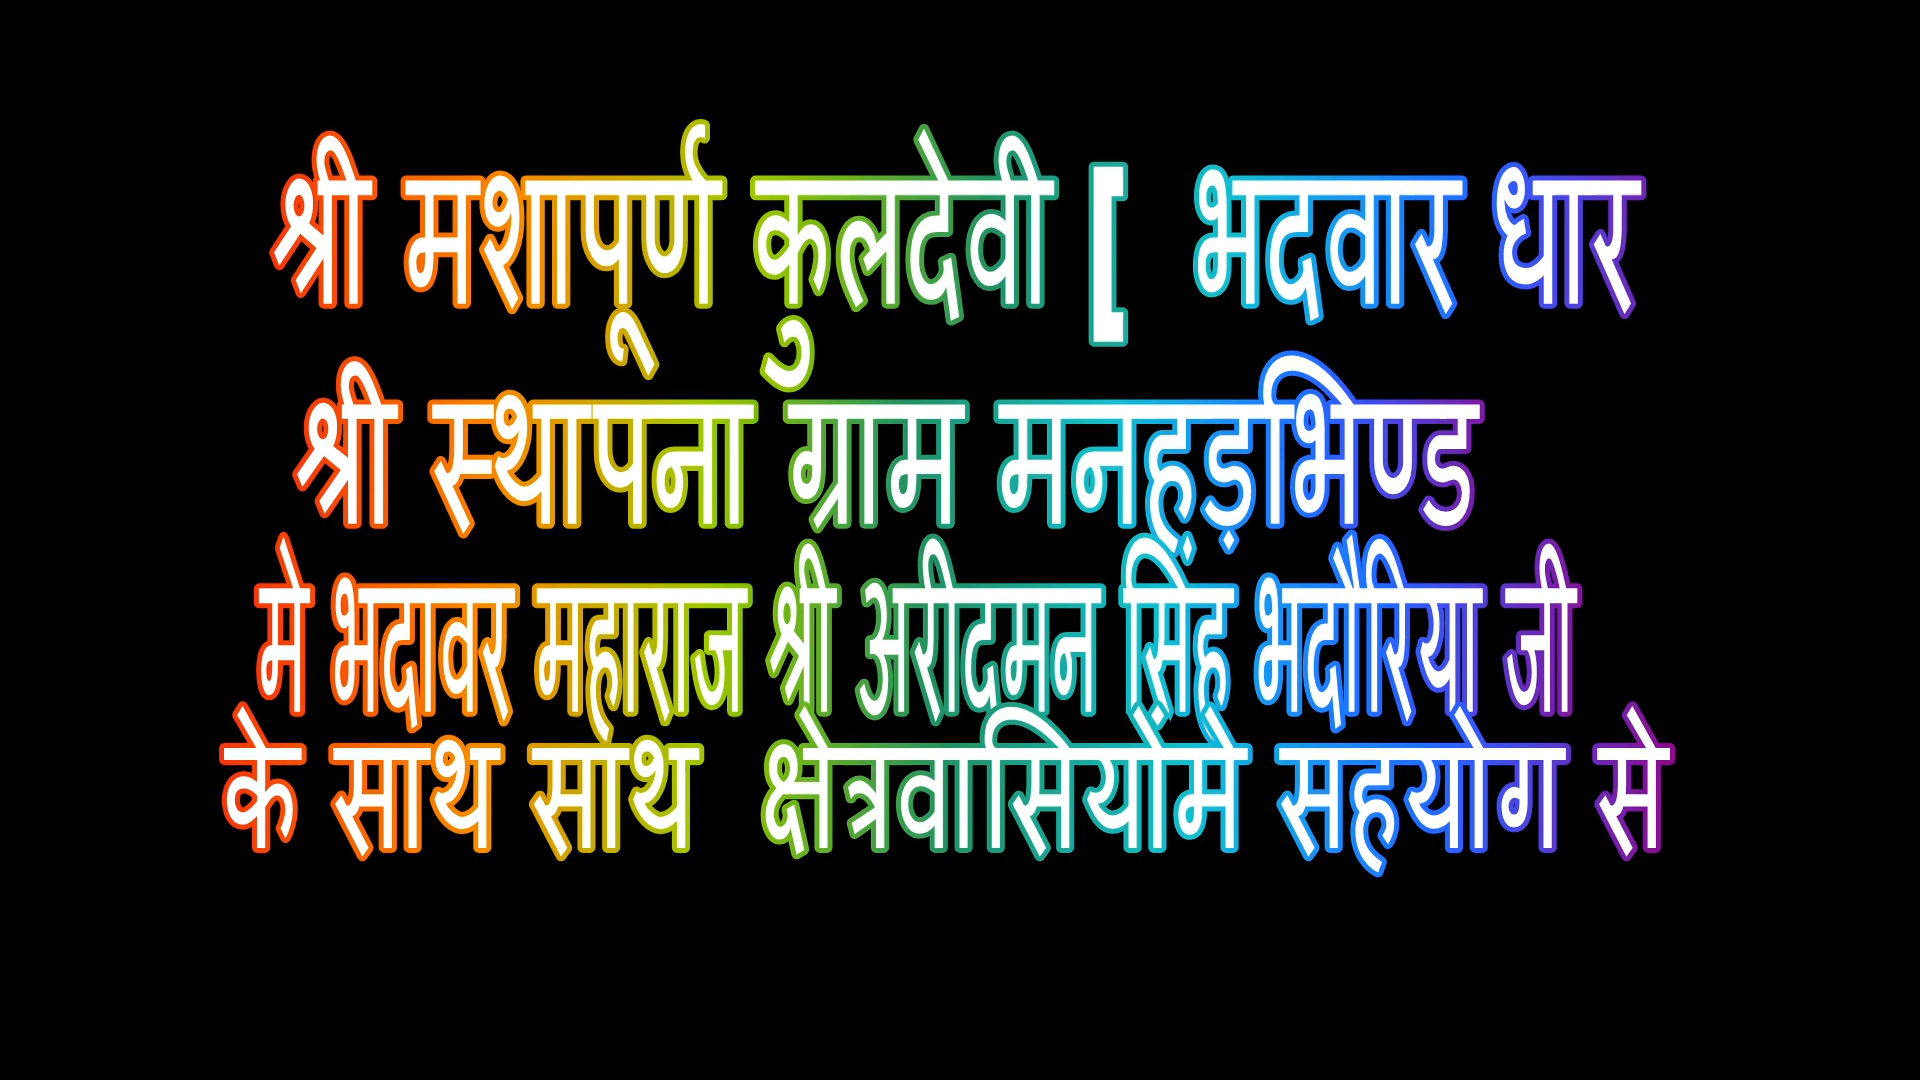 श्री मशापूर्ण कुलदेवी [ भदवार धार
श्री स्थापना ग्राम मनहड़भिण्ड
मे भदावर महाराज श्री अरीदमन सिंह भदौरिया जी
के साथ साथ क्षेत्रवासियोमे सहयोग से